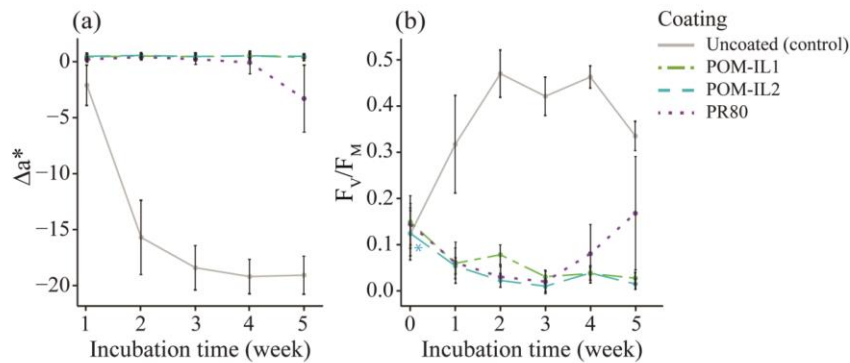 (a)
0
−5
−10
−15
−20
Δa*
1 2 3 4 5
Incubation time (week)
(b)
0.5
0.4
0.3
0.2
0.1
0.0
Fv/FM
*
0 1 2 3 4 5
Incubation time (week)
Coating
Uncoated (control)
POM-IL1
POM-IL2
PR80